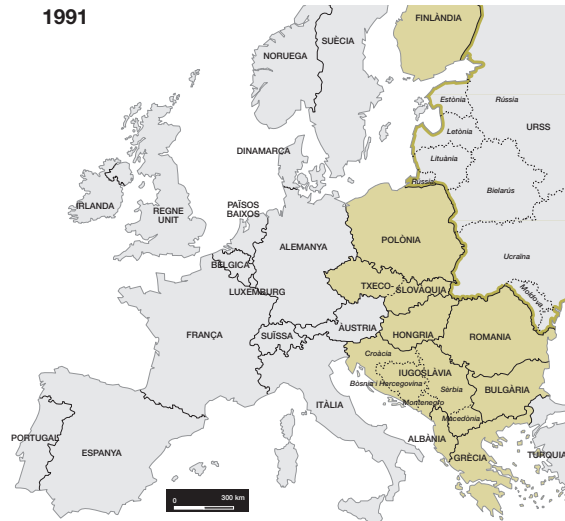 1991
FINLÀNDIA
SUÈCIA
NORUEGA
Estònia
Rússia
URSS
Letònia
DINAMARCA
Lituània
Rússia
Bielarús
IRLANDA
REGNE
UNIT
PAÏSOS
BAIXOS
POLÒNIA
ALEMANYA
Ucraïna
BÈLGICA
TXECO-
SLOVAQUIA
LUXEMBURG
Moldova
FRANÇA
SUÏSSA
ÀUSTRIA
HONGRIA
ROMANIA
Croàcia
IUGOSLÀVIA
Bòsnia i Hercegovina
Sèrbia
BULGÀRIA
Montenegro
ITÀLIA
Macedònia
PORTUGAL
ESPANYA
ALBÀNIA
GRÈCIA
TURQUIA
0
300 km